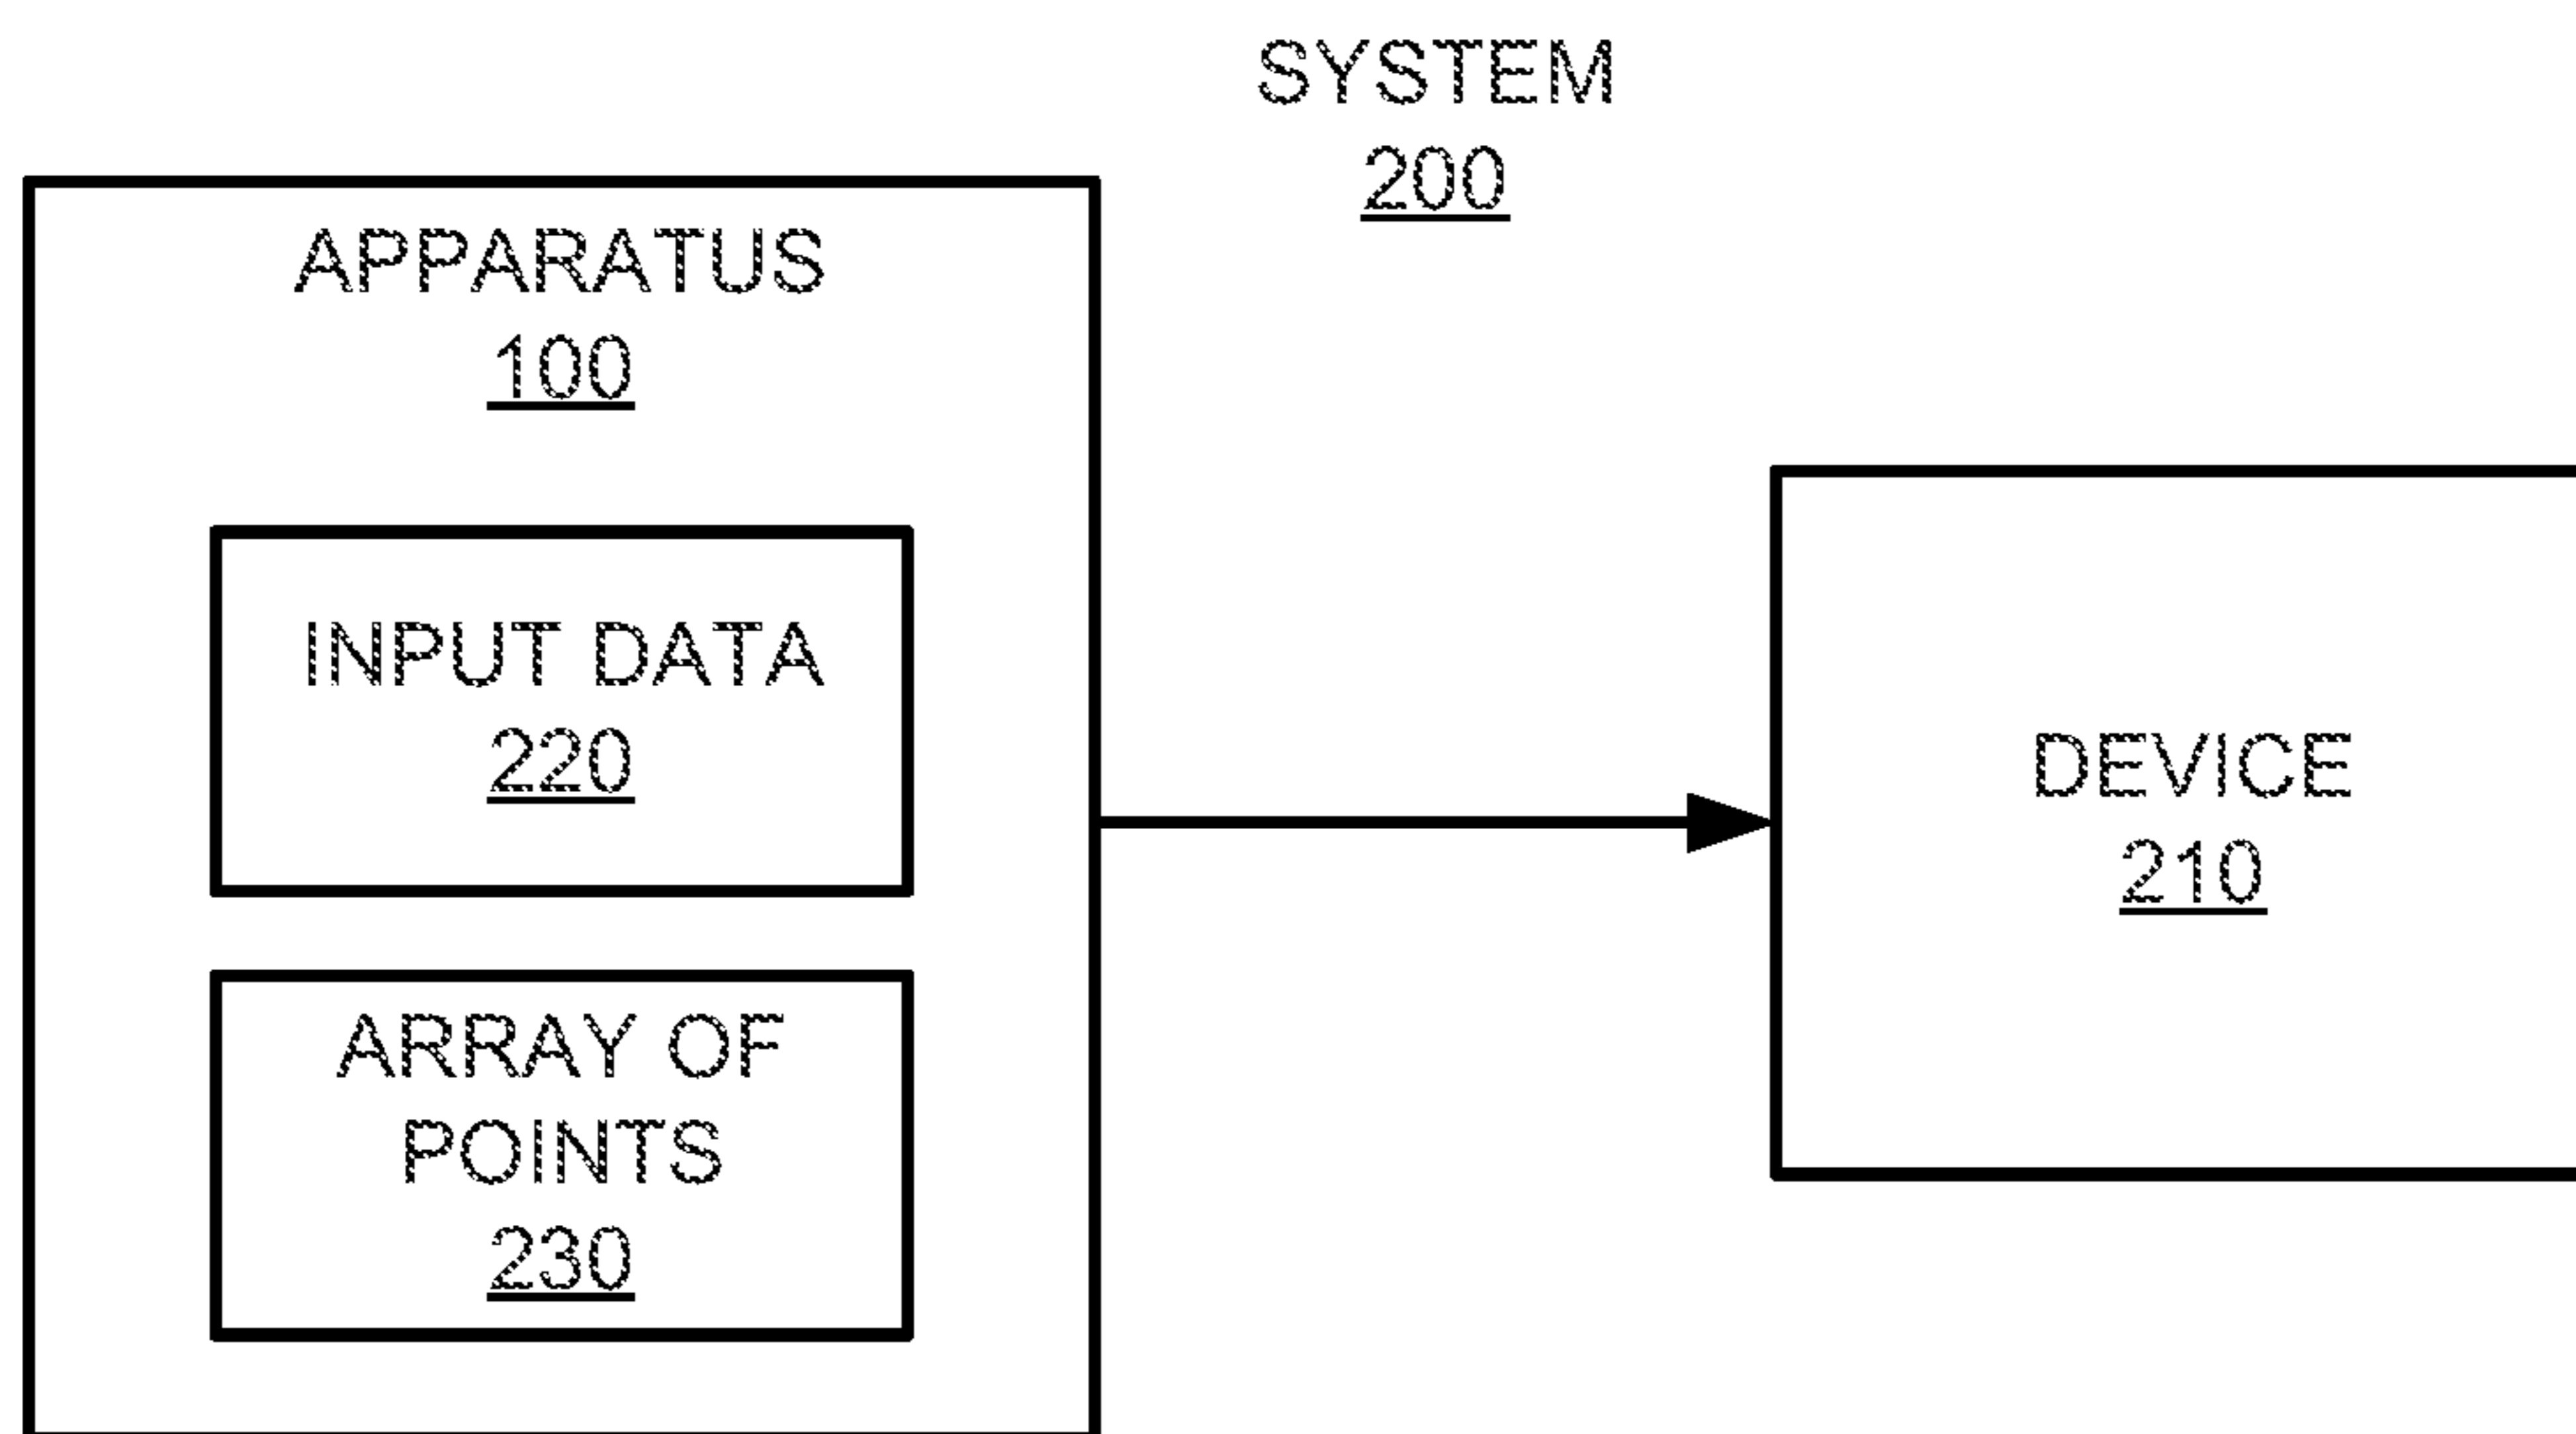 SYSTEM
200
APPARATUS
100
INPUT DATA
220
ARRAY OF
POINTS
230
DEVICE
210